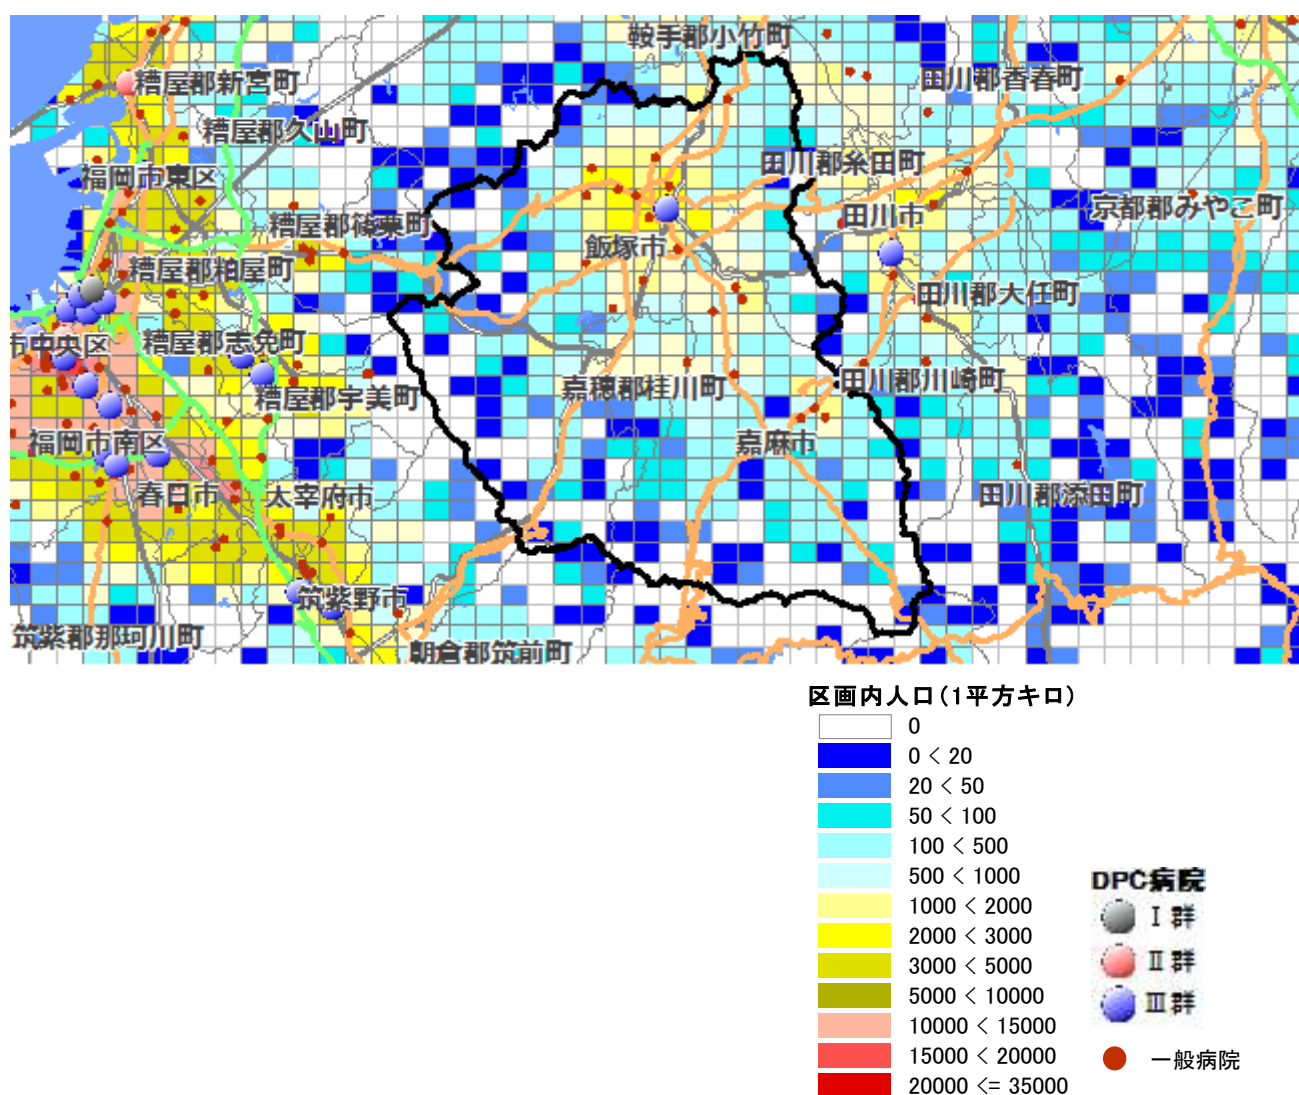 鞍手郡小竹町
糟屋郡新宮町
田川郡香春町
糟屋郡久山町
田川郡糸田町
福岡市東区
京都郡みやこ町
田川市
糟屋郡篠栗町
飯塚市
糟屋郡粕屋町
田川郡大任町
市中央区
糟屋郡志免町
田川郡川崎町
嘉穂郡桂川町
糟屋郡宇美町
福岡市南区
嘉麻市
春日市
太宰府市
田川郡添田町
筑紫野市
筑紫郡那珂川町
朝倉郡筑前町
区画内人口(1平方キロ)
0
0 < 20
20 < 50
50 < 100
100 < 500
500 < 1000
1000 < 2000
2000 < 3000
3000 < 5000
5000 < 10000
10000 < 15000
15000 < 20000
20000 <= 35000
DPC病院
Ⅰ群
Ⅱ群
Ⅲ群
一般病院